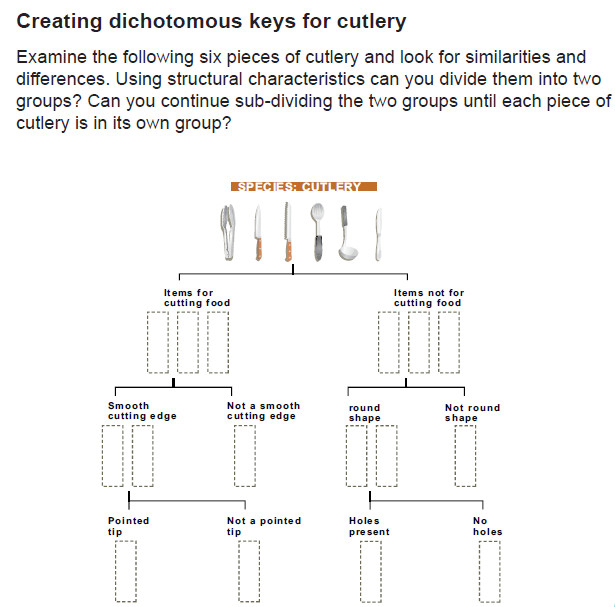 Creating dichotomous keys for cutlery
Examine the following six pieces of cutlery and look for similarities and
differences. Using structural characteristics can you divide them into two
groups? Can you continue sub-dividing the two groups until each piece of
cutlery is in its own group?
SPECIES: CUTLERY
Items for
cutting food
Items not for
cutting food
Smooth
cutting edge
Not a smooth
cutting edge
round
shape
Not round
shape
Pointed
tip
Not a pointed
tip
Holes
present
No
holes